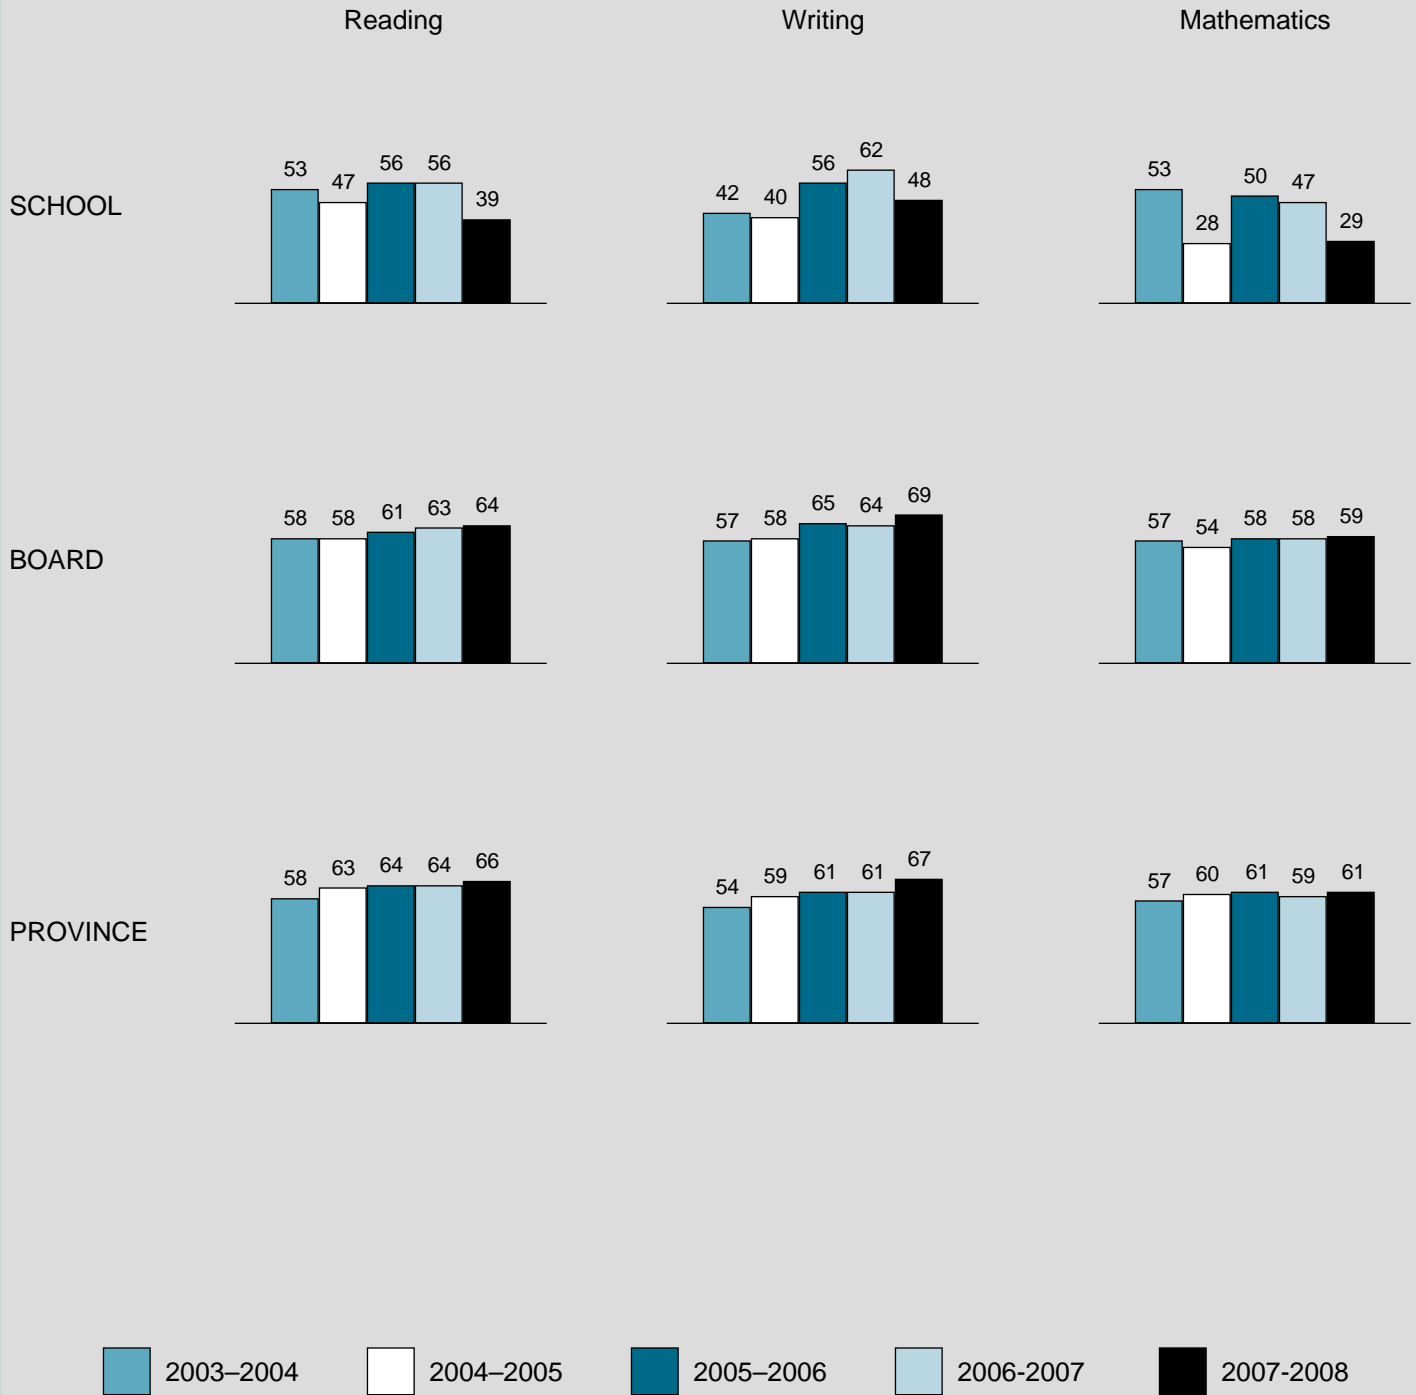 Reading Writing Mathematics
SCHOOL
53 47 56 56 39
42 40 56 62 48
53 28 50 47 29
BOARD
58 58 61 63 64
57 58 65 64 69
57 54 58 58 59
PROVINCE
58 63 64 64 66
54 59 61 61 67
57 60 61 59 61
2003–2004 2004–2005 2005–2006 2006-2007 2007-2008